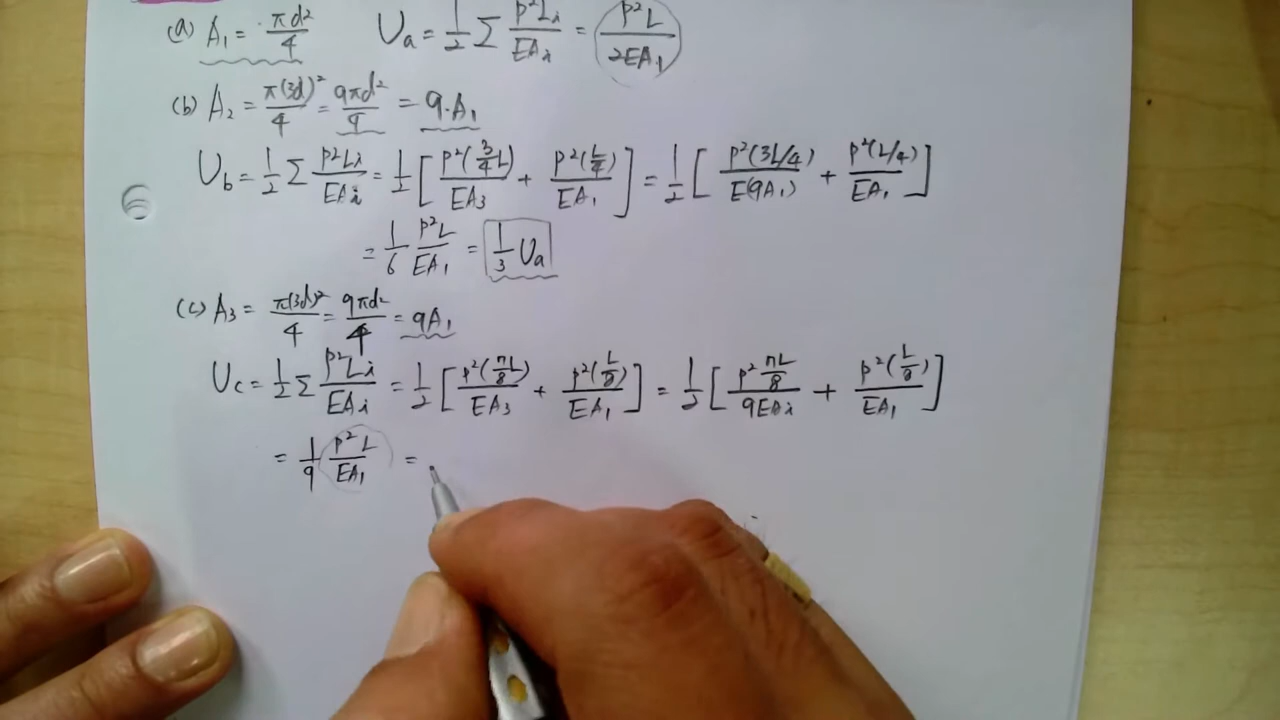 (a) A₁ = πd²/4 Ua = 1/2 Σ P²Li/EAi = P²L/2EA₁
(b) A₂ = π(3d)²/4 = 9πd²/4 = 9·A₁
Ub = 1/2 Σ P²Li/EAi = 1/2 [ P²(3/4 L)/EA₃ + P²(L/4)/EA₁ ] = 1/2 [ P²(3L/4)/E(9A₁) + P²(L/4)/EA₁ ]
= 1/6 P²L/EA₁ = 1/3 Ua
(c) A₃ = π(3d)²/4 = 9πd²/4 = 9A₁
Uc = 1/2 Σ P²Li/EAi = 1/2 [ P²(7L/8)/EA₃ + P²(L/8)/EA₁ ] = 1/2 [ P² 7L/8/9EAi + P²(L/8)/EA₁ ]
= 1/9 P²L/EA₁ =